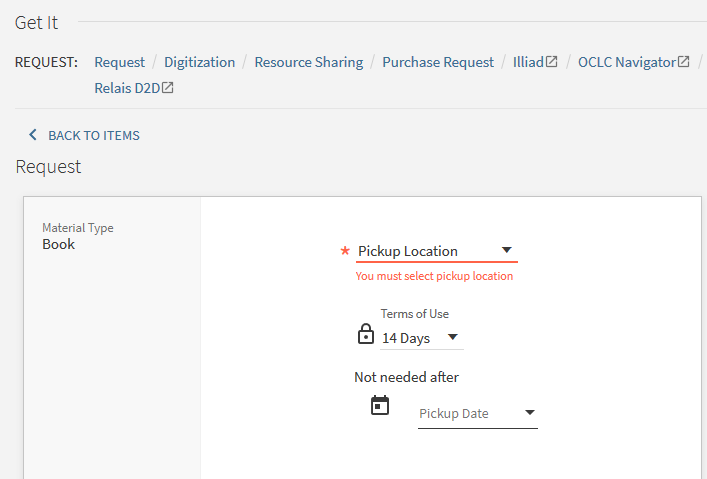 Get It
REQUEST: Request / Digitization / Resource Sharing / Purchase Request / Illiad / OCLC Navigator /
Relais D2D
BACK TO ITEMS
Request
Material Type
Book
* Pickup Location
You must select pickup location
Terms of Use
14 Days
Not needed after
Pickup Date